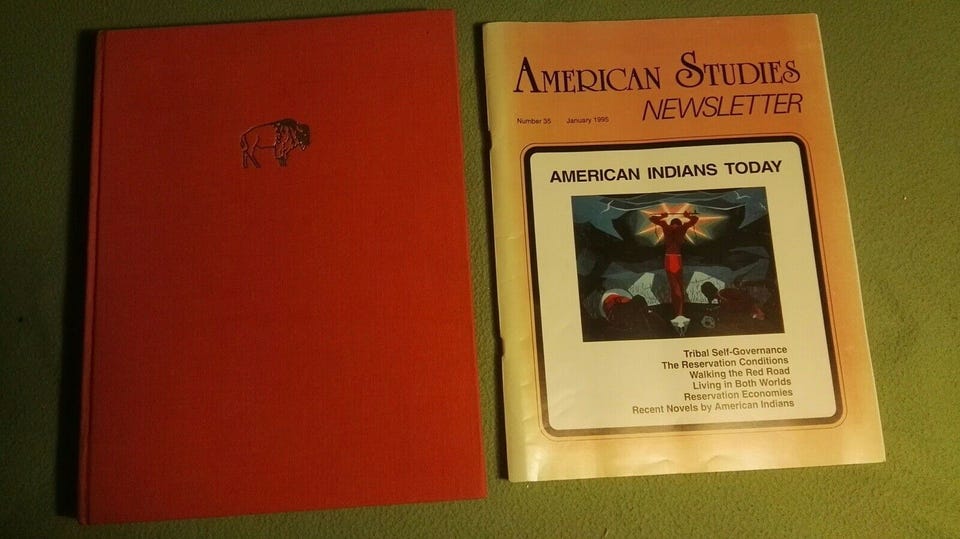 AMERICAN STUDIES
NEWSLETTER
Number 35 January 1995
AMERICAN INDIANS TODAY
Tribal Self-Governance
The Reservation Conditions
Walking the Red Road
Living in Both Worlds
Reservation Economies
Recent Novels by American Indians